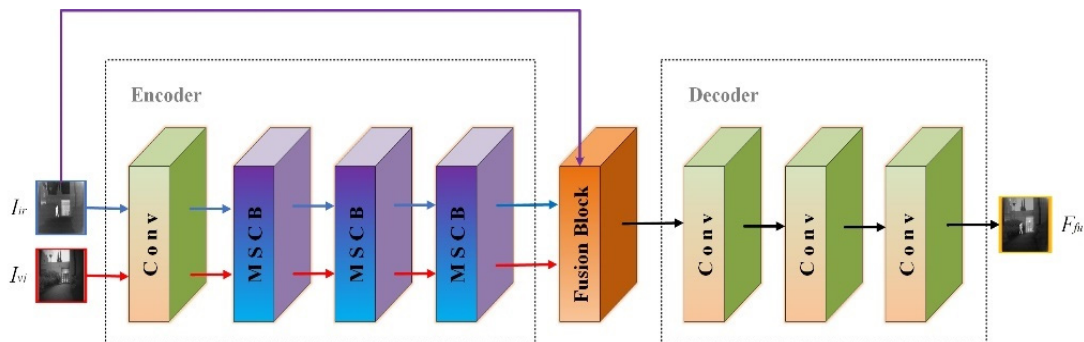 Encoder
Decoder
I_ir
I_vi
Conv
MSCB
MSCB
MSCB
Fusion Block
Conv
Conv
Conv
F_fu